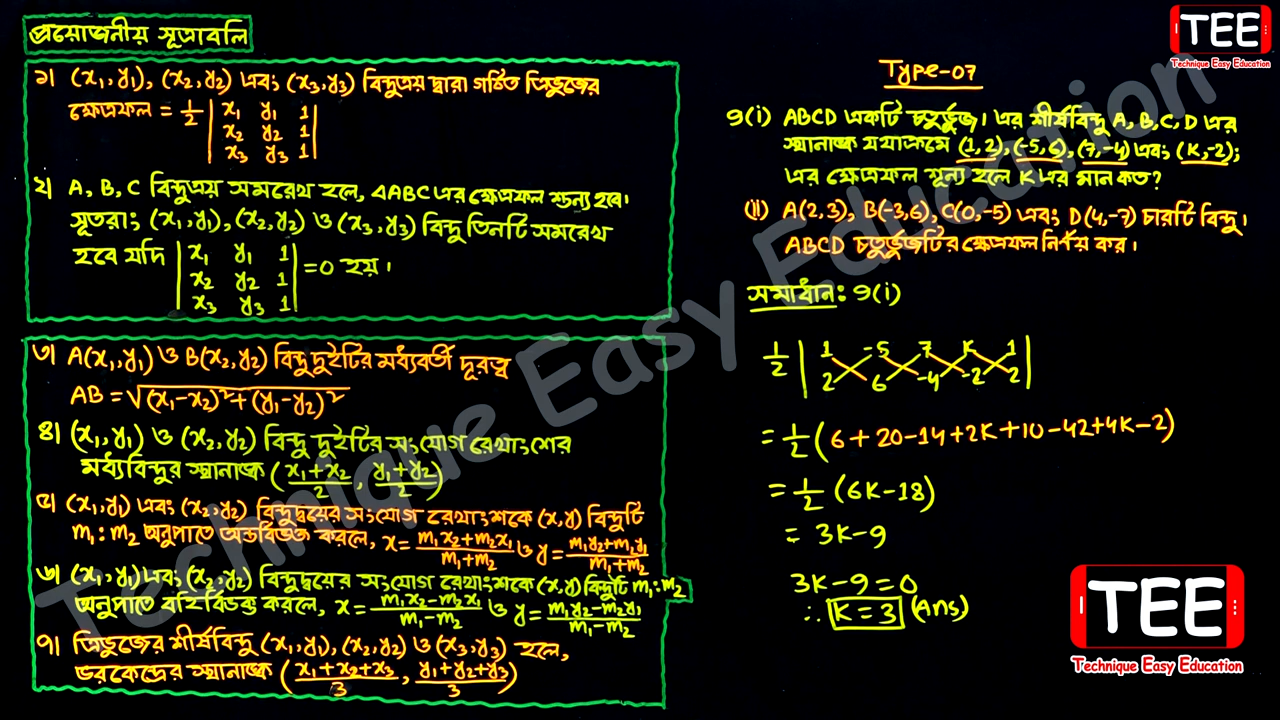 প্রয়োজনীয় সূত্রাবলি
১। (x₁, y₁), (x₂, y₂) এবং (x₃, y₃) বিন্দুত্রয় দ্বারা গঠিত ত্রিভুজের
ক্ষেত্রফল = 1/2 | x₁ y₁ 1 |
x₂ y₂ 1
x₃ y₃ 1
২। A, B, C বিন্দুত্রয় সমরেখ হলে, ΔABC এর ক্ষেত্রফল শুন্য হবে।
সুতরাং (x₁, y₁), (x₂, y₂) ও (x₃, y₃) বিন্দু তিনটি সমরেখ
হবে যদি | x₁ y₁ 1 | = 0 হয়।
x₂ y₂ 1
x₃ y₃ 1
৩। A(x₁, y₁) ও B(x₂, y₂) বিন্দু দুইটির মধ্যবর্তী দূরত্ব
AB = √(x₁-x₂)²+(y₁-y₂)²
৪। (x₁, y₁) ও (x₂, y₂) বিন্দু দুইটির সংযোগ রেখাংশের
মধ্যবিন্দুর স্থানাঙ্ক ((x₁+x₂)/2, (y₁+y₂)/2)
৫। (x₁, y₁) এবং (x₂, y₂) বিন্দুদ্বয়ের সংযোগ রেখাংশকে (x, y) বিন্দুটি
m₁:m₂ অনুপাতে অন্তর্বিভক্ত করলে, x = (m₁x₂+m₂x₁)/(m₁+m₂) ও y = (m₁y₂+m₂y₁)/(m₁+m₂)
৬। (x₁, y₁) এবং (x₂, y₂) বিন্দুদ্বয়ের সংযোগ রেখাংশকে (x, y) বিন্দুটি m₁:m₂
অনুপাতে বহির্বিভক্ত করলে, x = (m₁x₂-m₂x₁)/(m₁-m₂) ও y = (m₁y₂-m₂y₁)/(m₁-m₂)
৭। ত্রিভুজের শীর্ষবিন্দু (x₁, y₁), (x₂, y₂) ও (x₃, y₃) হলে,
ভরকেন্দ্রের স্থানাঙ্ক ((x₁+x₂+x₃)/3, (y₁+y₂+y₃)/3)
TEE
Technique Easy Education
Type-07
9(i) ABCD একটি চতুর্ভুজ। এর শীর্ষবিন্দু A, B, C, D এর
স্থানাঙ্ক যথাক্রমে (1, 2), (-5, 6), (7, -4) এবং (K, -2);
এর ক্ষেত্রফল শূন্য হলে K এর মান কত?
(ii) A(2, 3), B(-3, 6), C(0, -5) এবং D(4, -7) চারটি বিন্দু।
ABCD চতুর্ভুজটির ক্ষেত্রফল নির্ণয় কর।
সমাধান: 9(i)
1/2 | 1 -5 7 K 1 |
2 6 -4 -2 2
= 1/2 (6+20-14+2K+10-42+4K-2)
= 1/2 (6K-18)
= 3K-9
3K-9=0
∴ K=3 (Ans)
TEE
Technique Easy Education
Technique Easy Education